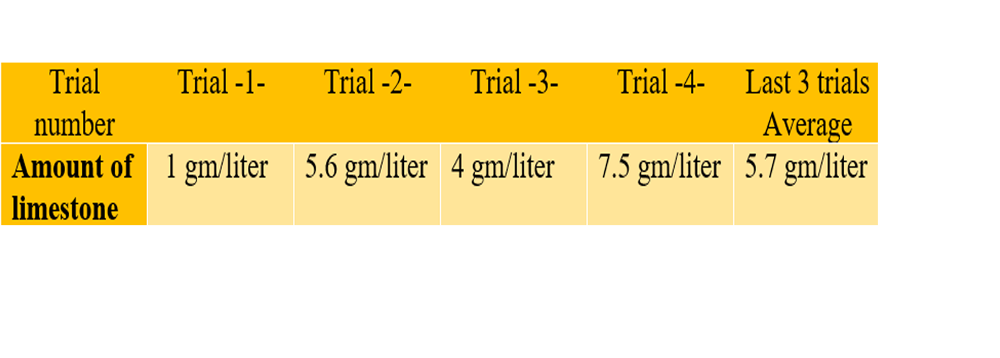 Trial number
Trial -1-
Trial -2-
Trial -3-
Trial -4-
Last 3 trials Average
Amount of limestone
1 gm/liter
5.6 gm/liter
4 gm/liter
7.5 gm/liter
5.7 gm/liter